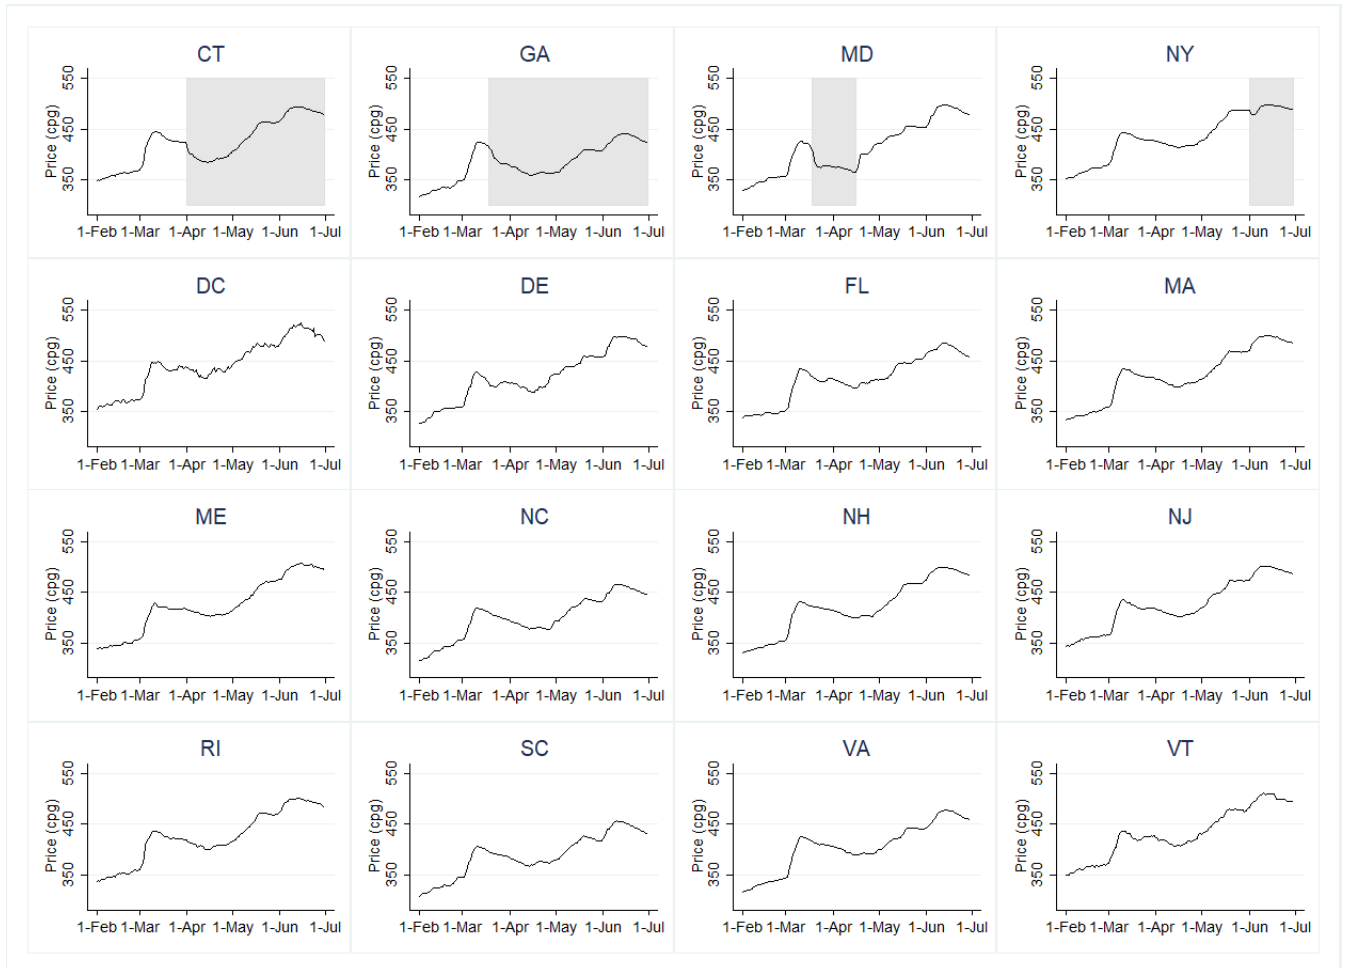 CT GA MD NY
Price (cpg) 550 450 350 Price (cpg) 550 450 350 Price (cpg) 550 450 350 Price (cpg) 550 450 350
1-Feb 1-Mar 1-Apr 1-May 1-Jun 1-Jul 1-Feb 1-Mar 1-Apr 1-May 1-Jun 1-Jul 1-Feb 1-Mar 1-Apr 1-May 1-Jun 1-Jul 1-Feb 1-Mar 1-Apr 1-May 1-Jun 1-Jul
DC DE FL MA
Price (cpg) 550 450 350 Price (cpg) 550 450 350 Price (cpg) 550 450 350 Price (cpg) 550 450 350
1-Feb 1-Mar 1-Apr 1-May 1-Jun 1-Jul 1-Feb 1-Mar 1-Apr 1-May 1-Jun 1-Jul 1-Feb 1-Mar 1-Apr 1-May 1-Jun 1-Jul 1-Feb 1-Mar 1-Apr 1-May 1-Jun 1-Jul
ME NC NH NJ
Price (cpg) 550 450 350 Price (cpg) 550 450 350 Price (cpg) 550 450 350 Price (cpg) 550 450 350
1-Feb 1-Mar 1-Apr 1-May 1-Jun 1-Jul 1-Feb 1-Mar 1-Apr 1-May 1-Jun 1-Jul 1-Feb 1-Mar 1-Apr 1-May 1-Jun 1-Jul 1-Feb 1-Mar 1-Apr 1-May 1-Jun 1-Jul
RI SC VA VT
Price (cpg) 550 450 350 Price (cpg) 550 450 350 Price (cpg) 550 450 350 Price (cpg) 550 450 350
1-Feb 1-Mar 1-Apr 1-May 1-Jun 1-Jul 1-Feb 1-Mar 1-Apr 1-May 1-Jun 1-Jul 1-Feb 1-Mar 1-Apr 1-May 1-Jun 1-Jul 1-Feb 1-Mar 1-Apr 1-May 1-Jun 1-Jul